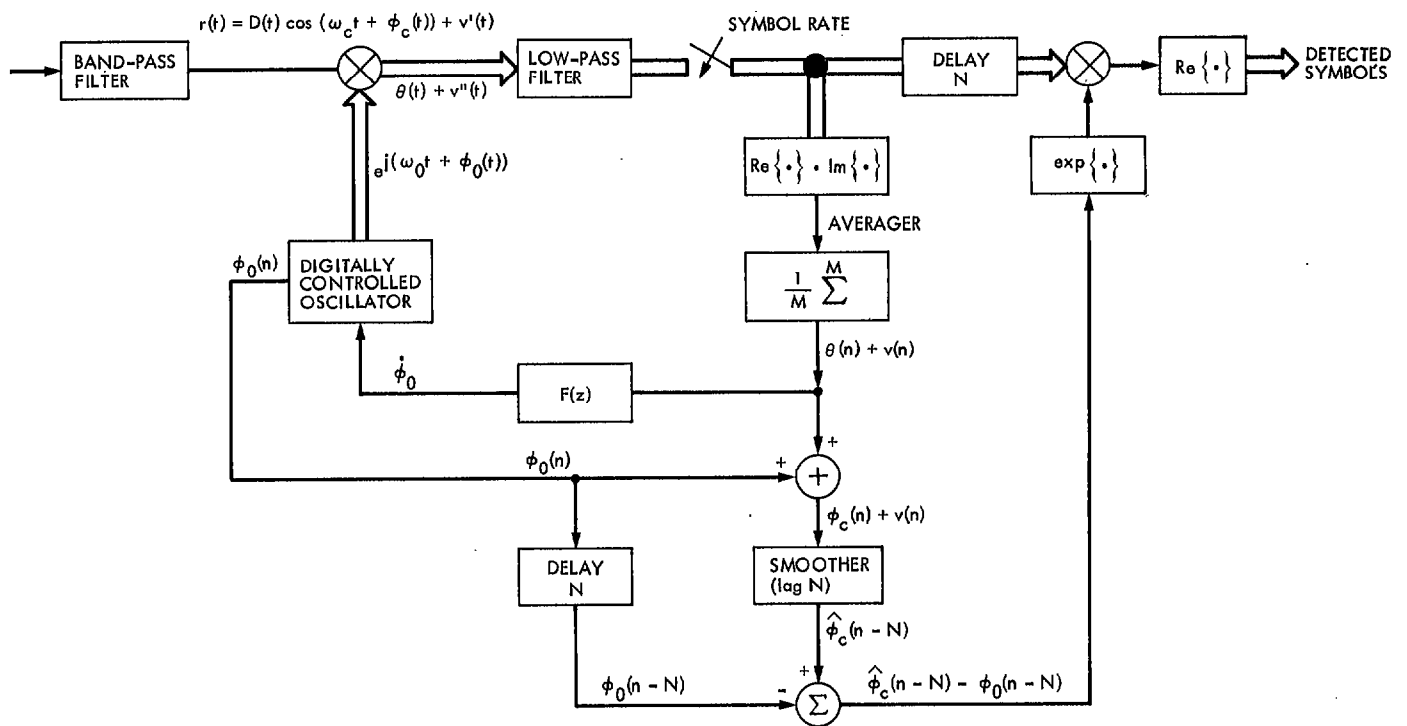 r(t) = D(t) cos (ω_c t + ϕ_c(t)) + v'(t)
SYMBOL RATE
BAND-PASS
FILTER
θ(t) + v''(t)
LOW-PASS
FILTER
DELAY
N
Re {•}
DETECTED
SYMBOLS
e^j(ω_0 t + ϕ_0(t))
Re {•} • Im {•}
exp {•}
AVERAGER
ϕ_0(n)
DIGITALLY
CONTROLLED
OSCILLATOR
1/M Σ^M
θ(n) + v(n)
ϕ̇_0
F(z)
+
ϕ_0(n)
+
+
ϕ_c(n) + v(n)
DELAY
N
SMOOTHER
(lag N)
ϕ̂_c(n - N)
+
ϕ_0(n - N)
-
Σ
ϕ̂_c(n - N) - ϕ_0(n - N)